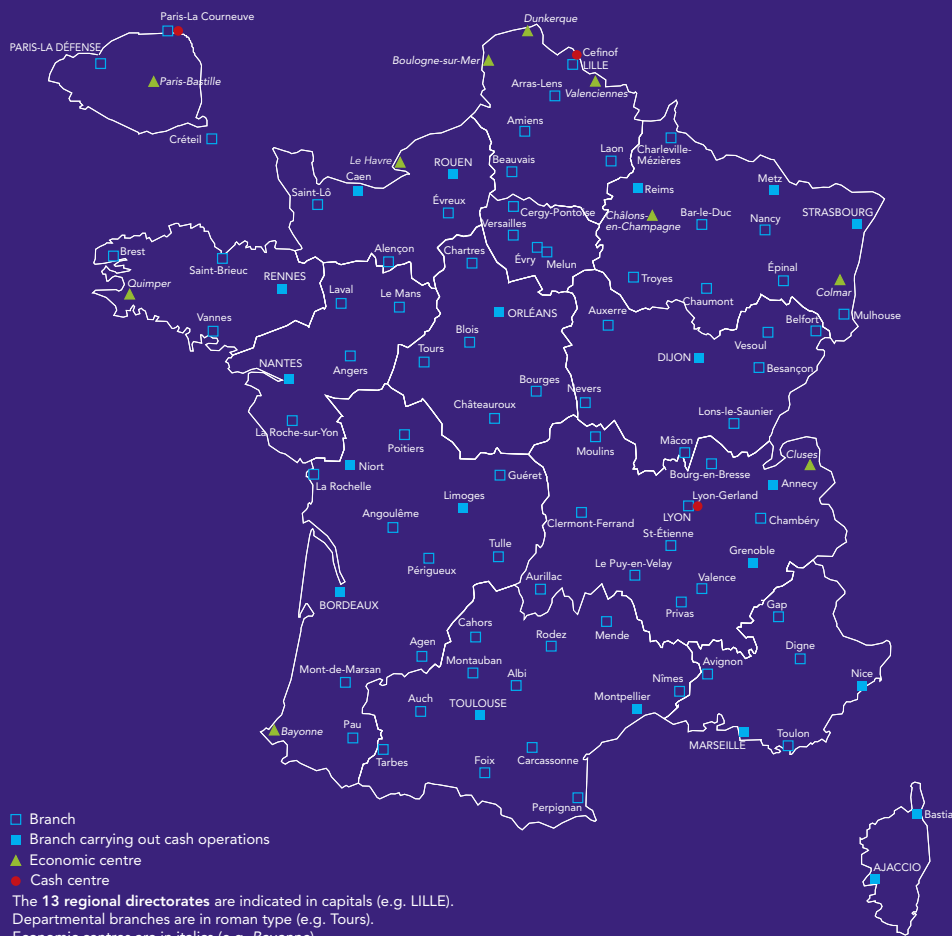 Paris-La Courneuve
PARIS-LA DÉFENSE
Paris-Bastille
Créteil
Dunkerque
Cefinof
LILLE
Boulogne-sur-Mer
Arras-Lens
Valenciennes
Amiens
Laon
Charleville-
Mézières
Le Havre
ROUEN
Beauvais
Caen
Reims
Metz
Saint-Lô
Évreux
Cergy-Pontoise
Châlons-
en-Champagne
Bar-le-Duc
Nancy
STRASBOURG
Versailles
Évry
Melun
Brest
Saint-Brieuc
Alençon
Chartres
Troyes
Chaumont
Épinal
Colmar
Quimper
RENNES
Laval
Le Mans
ORLÉANS
Auxerre
Belfort
Mulhouse
Vannes
Blois
Vesoul
NANTES
Angers
Tours
DIJON
Besançon
Bourges
Nevers
Châteauroux
Lons-le-Saunier
La Roche-sur-Yon
Poitiers
Moulins
Mâcon
Bourg-en-Bresse
Cluses
Niort
La Rochelle
Guéret
Annecy
Limoges
Lyon-Gerland
LYON
Angoulême
Clermont-Ferrand
Chambéry
St-Étienne
Périgueux
Tulle
Grenoble
Le Puy-en-Velay
Valence
Aurillac
BORDEAUX
Privas
Gap
Cahors
Rodez
Mende
Agen
Digne
Mont-de-Marsan
Montauban
Albi
Avignon
Nîmes
Nice
Auch
TOULOUSE
Montpellier
Bayonne
Pau
Tarbes
MARSEILLE
Toulon
Foix
Carcassonne
Perpignan
Bastia
AJACCIO
Branch
Branch carrying out cash operations
Economic centre
Cash centre
The 13 regional directorates are indicated in capitals (e.g. LILLE).
Departmental branches are in roman type (e.g. Tours).
Economic centres are in italics (e.g. Bayonne).